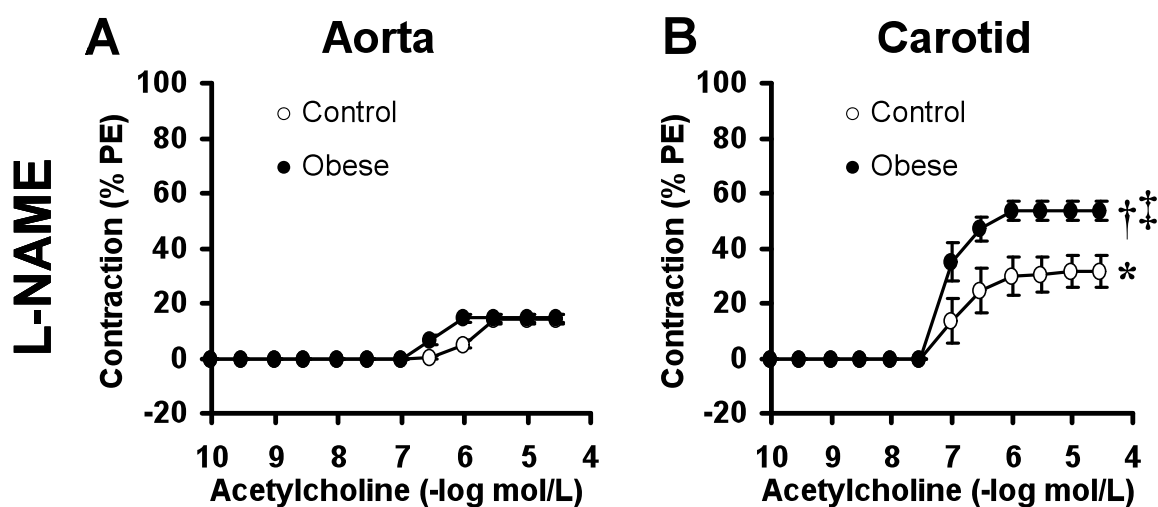 A
Aorta
L-NAME
Contraction (% PE)
100
80
60
40
20
0
-20
Control
Obese
10 9 8 7 6 5 4
Acetylcholine (-log mol/L)
B
Carotid
Contraction (% PE)
100
80
60
40
20
0
-20
Control
Obese
†‡
*
10 9 8 7 6 5 4
Acetylcholine (-log mol/L)